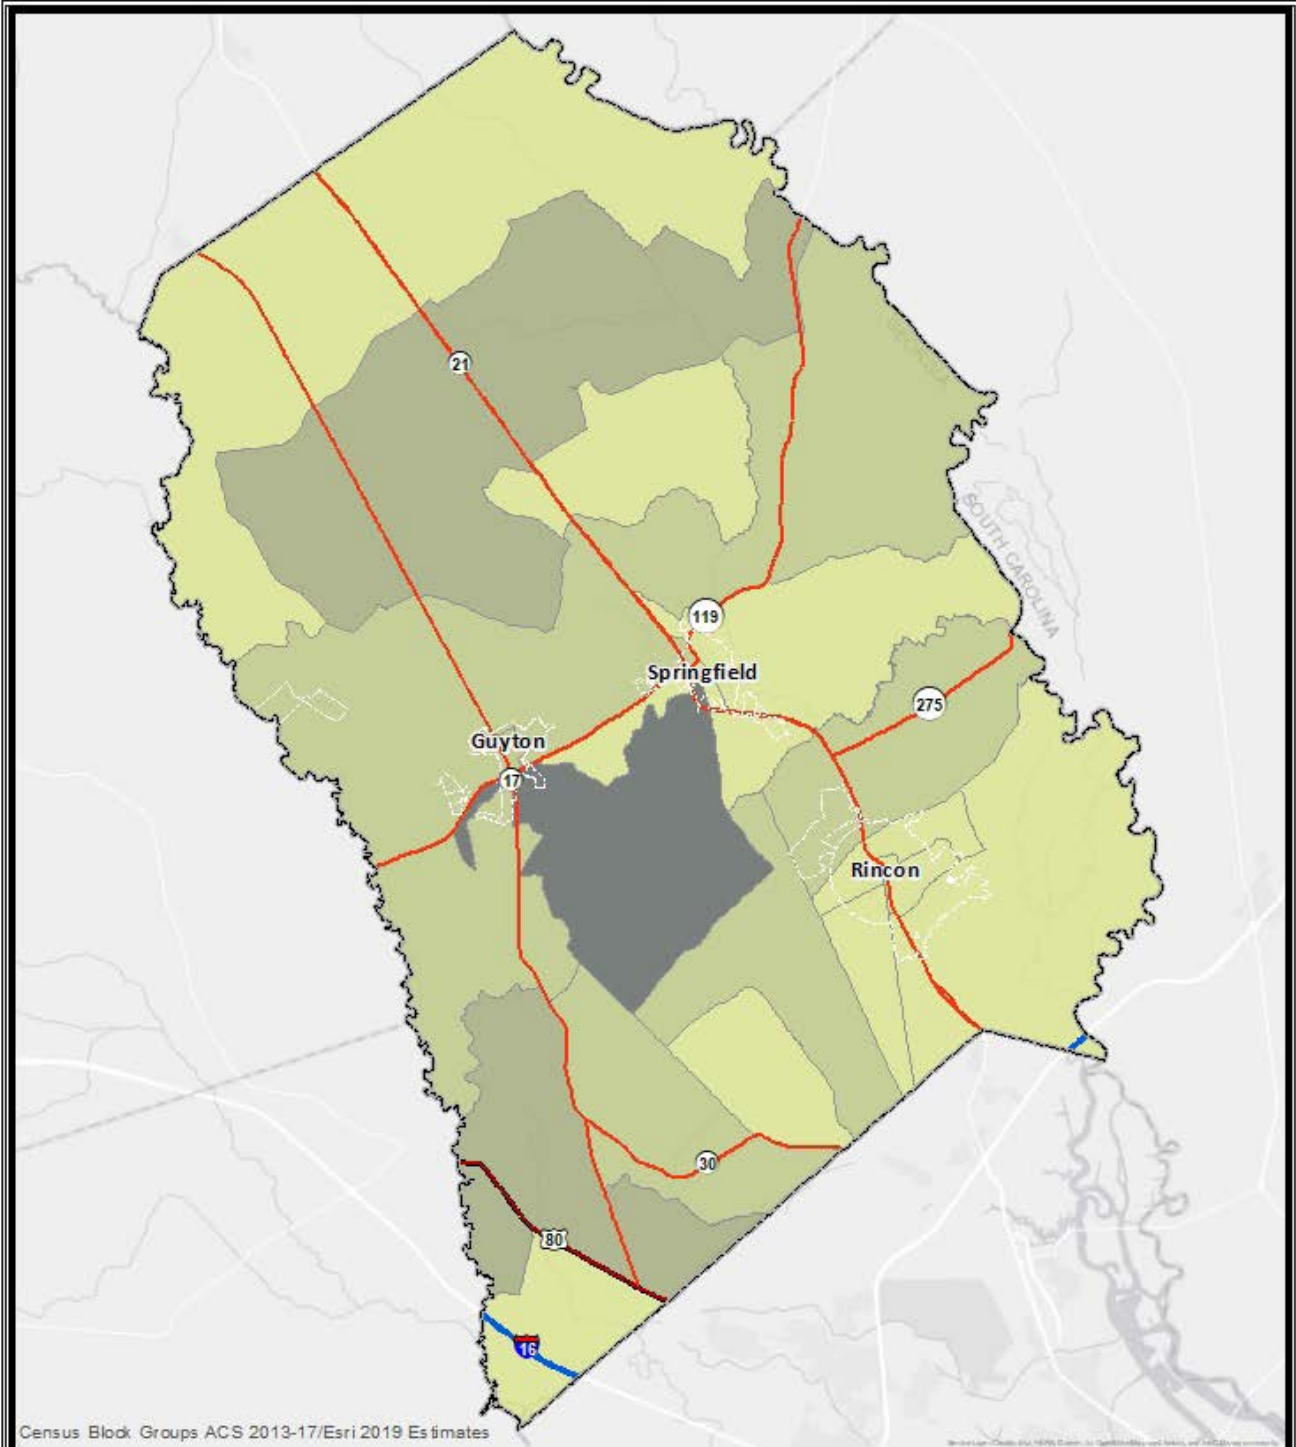 GEORGIA
21
SOUTH CAROLINA
119
Springfield
275
Guyton
17
Rincon
30
80
16
Census Block Groups ACS 2013-17/Esri 2019 Estimates